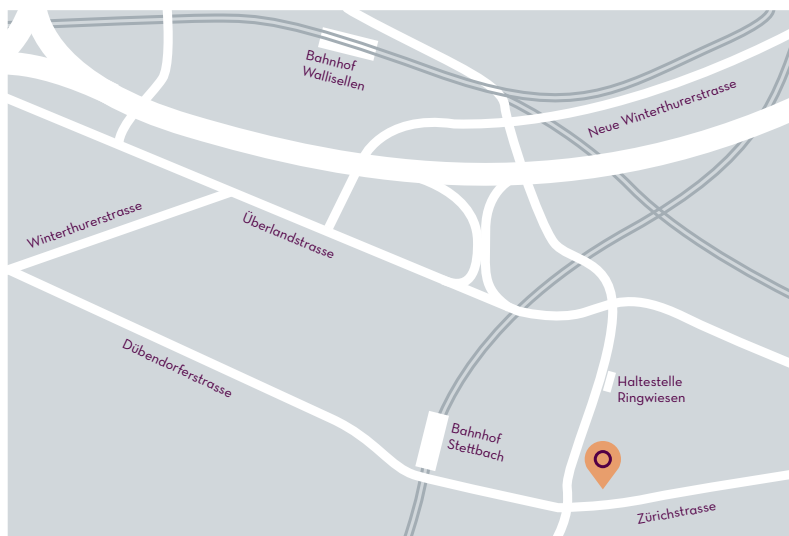 Bahnhof
Wallisellen
Neue Winterthurerstrasse
Winterthurerstrasse
Überlandstrasse
Dübendorferstrasse
Haltestelle
Ringwiesen
Bahnhof
Stettbach
Zürichstrasse